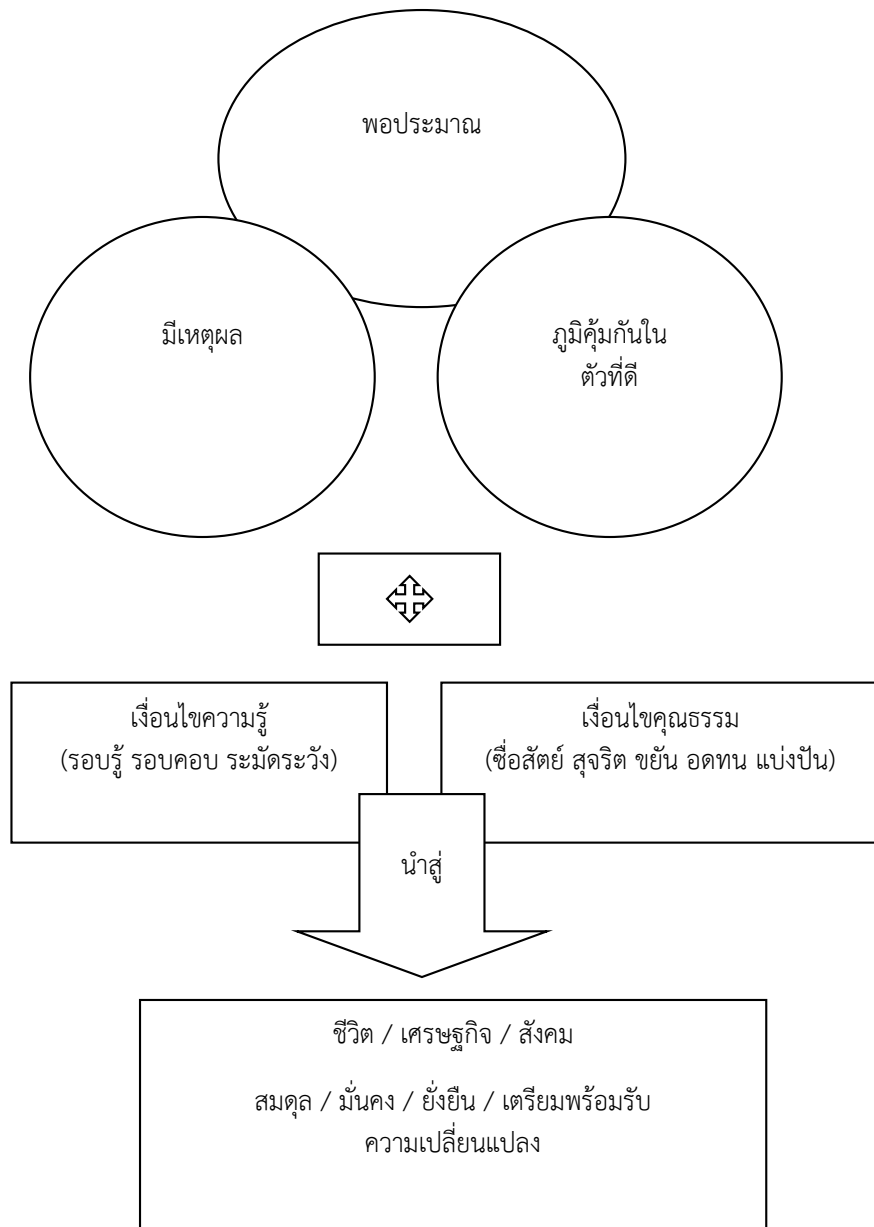 พอประมาณ
มีเหตุผล
ภูมิคุ้มกันใน
ตัวที่ดี
เงื่อนไขความรู้
(รอบรู้ รอบคอบ ระมัดระวัง)
เงื่อนไขคุณธรรม
(ซื่อสัตย์ สุจริต ขยัน อดทน แบ่งปัน)
นำสู่
ชีวิต / เศรษฐกิจ / สังคม
สมดุล / มั่นคง / ยั่งยืน / เตรียมพร้อมรับ
ความเปลี่ยนแปลง